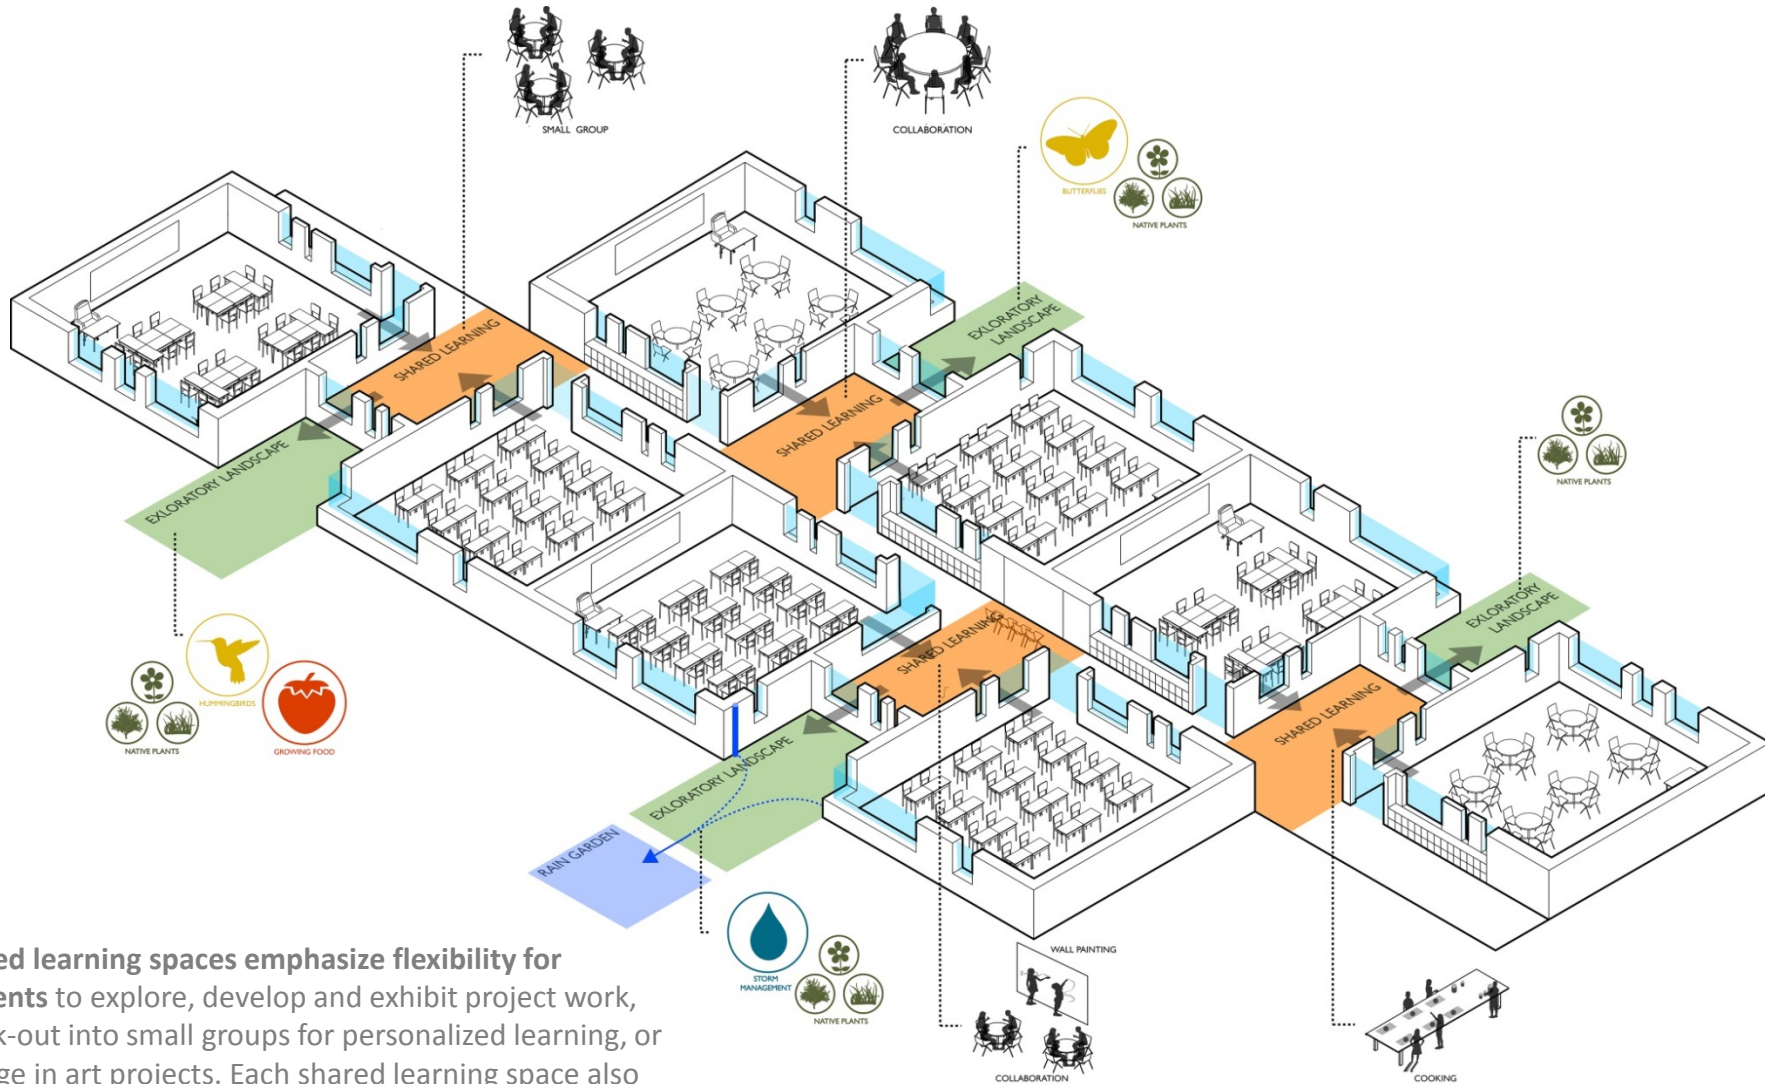 SMALL GROUP
COLLABORATION
BUTTERFLIES
NATIVE PLANTS
SHARED LEARNING
EXLORATORY
LANDSCAPE
SHARED LEARNING
EXLORATORY LANDSCAPE
NATIVE PLANTS
EXLORATORY
LANDSCAPE
SHARED LEARNING
SHARED LEARNING
HUMMINGBIRDS
NATIVE PLANTS
GROWING FOOD
EXLORATORY LANDSCAPE
RAIN GARDEN
STORM
MANAGEMENT
NATIVE PLANTS
WALL PAINTING
COLLABORATION
COOKING
ed learning spaces emphasize flexibility for
ents to explore, develop and exhibit project work,
k-out into small groups for personalized learning, or
ge in art projects. Each shared learning space also